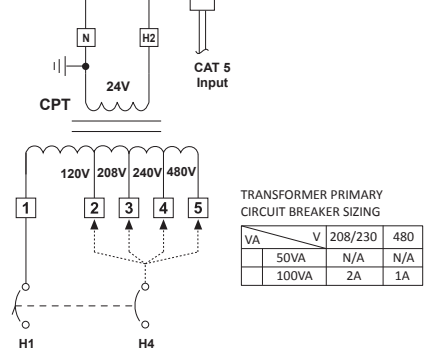 N H2
CAT 5
Input
24V
CPT
120V 208V 240V 480V
1 2 3 4 5
H1 H4
TRANSFORMER PRIMARY
CIRCUIT BREAKER SIZING
VA V 208/230 480
50VA N/A N/A
100VA 2A 1A